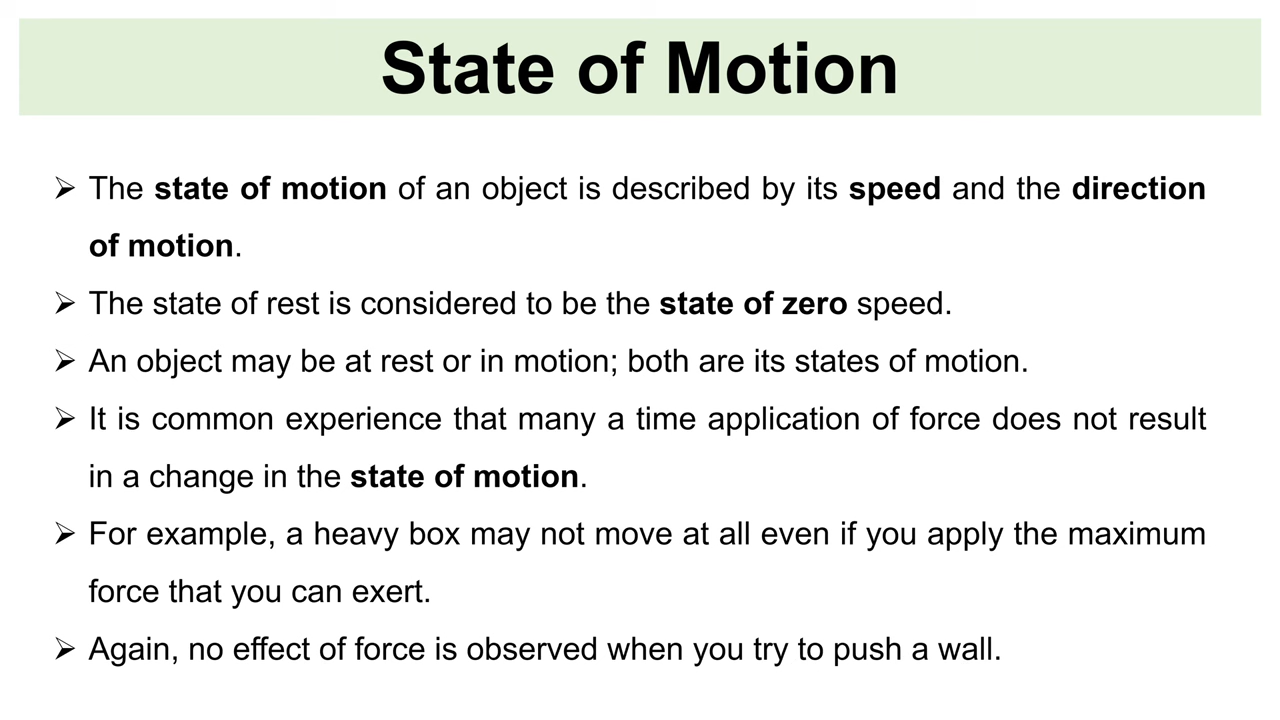 State of Motion
➢ The state of motion of an object is described by its speed and the direction
of motion.
➢ The state of rest is considered to be the state of zero speed.
➢ An object may be at rest or in motion; both are its states of motion.
➢ It is common experience that many a time application of force does not result
in a change in the state of motion.
➢ For example, a heavy box may not move at all even if you apply the maximum
force that you can exert.
➢ Again, no effect of force is observed when you try to push a wall.